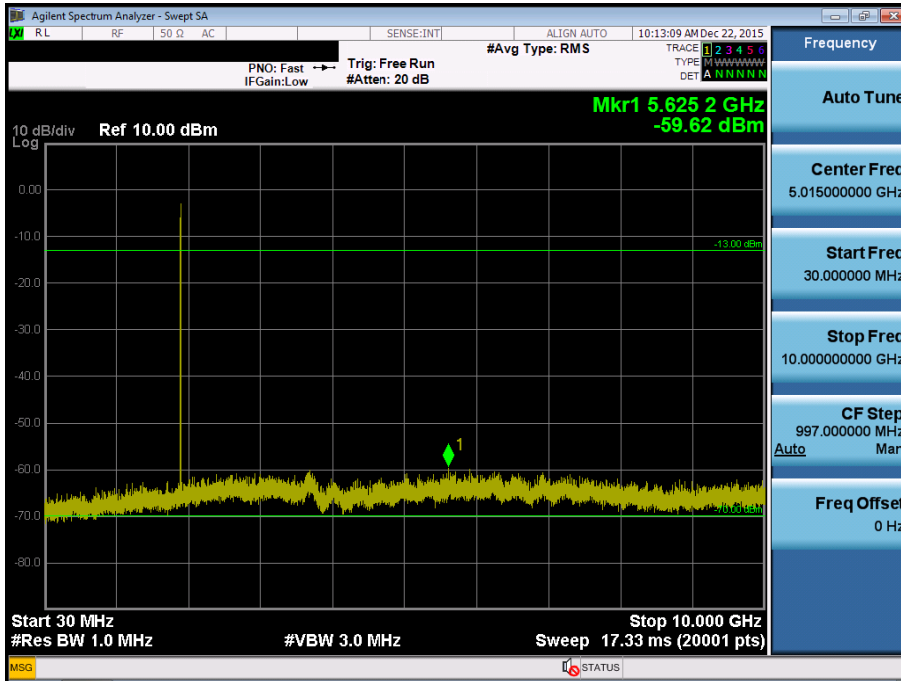 Agilent Spectrum Analyzer - Swept SA
LXI RL RF 50 Ω AC SENSE:INT ALIGN AUTO 10:13:09 AM Dec 22, 2015
#Avg Type: RMS
TRACE 1 2 3 4 5 6
TYPE M WWWWW
DET A N N N N N
PNO: Fast
IFGain:Low
Trig: Free Run
#Atten: 20 dB
Mkr1 5.625 2 GHz
-59.62 dBm
10 dB/div Ref 10.00 dBm
Log
0.00
-10.0
-13.00 dBm
-20.0
-30.0
-40.0
-50.0
1
-60.0
-70.0
-70.00 dBm
-80.0
Start 30 MHz
Stop 10.000 GHz
#Res BW 1.0 MHz
#VBW 3.0 MHz
Sweep 17.33 ms (20001 pts)
MSG
STATUS
Frequency
Auto Tune
Center Freq
5.015000000 GHz
Start Freq
30.000000 MHz
Stop Freq
10.000000000 GHz
CF Step
997.000000 MHz
Auto Man
Freq Offset
0 Hz